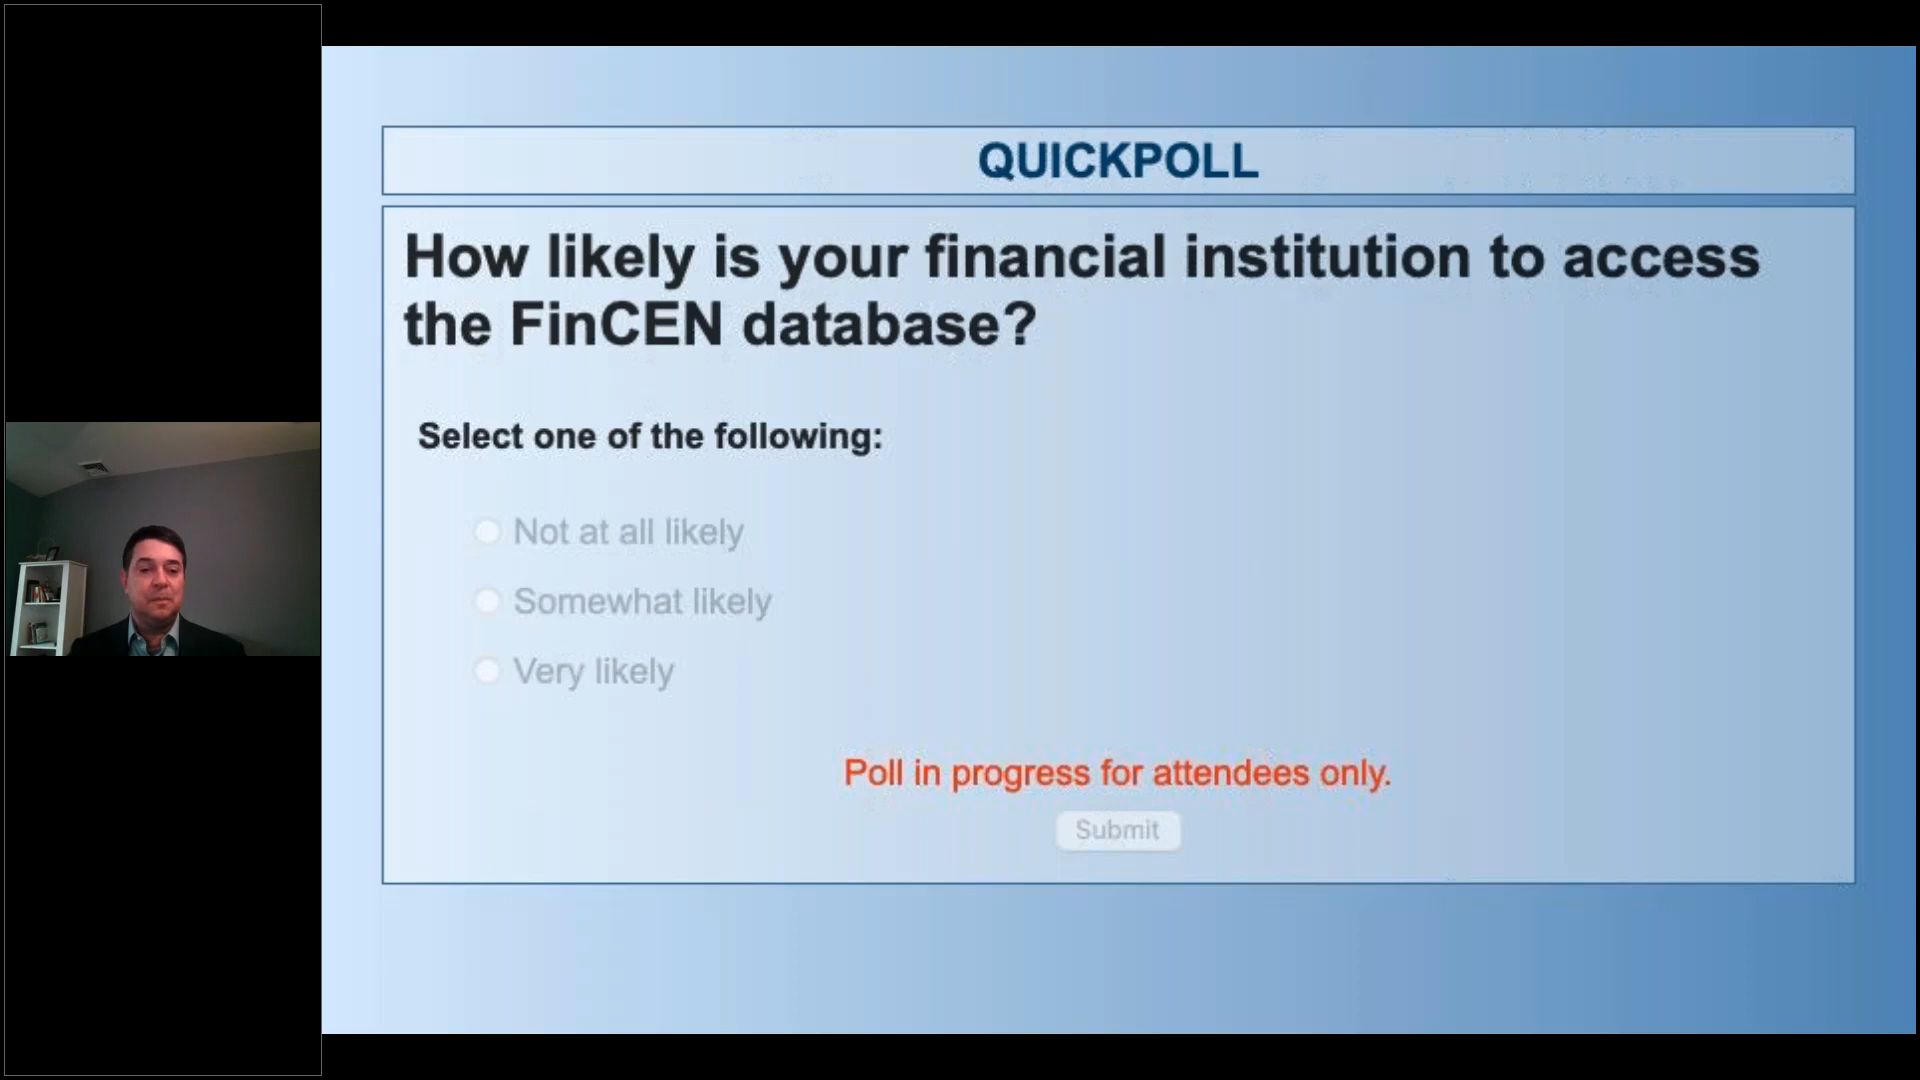 QUICKPOLL
How likely is your financial institution to access
the FinCEN database?
Select one of the following:
Not at all likely
Somewhat likely
Very likely
Poll in progress for attendees only.
Submit